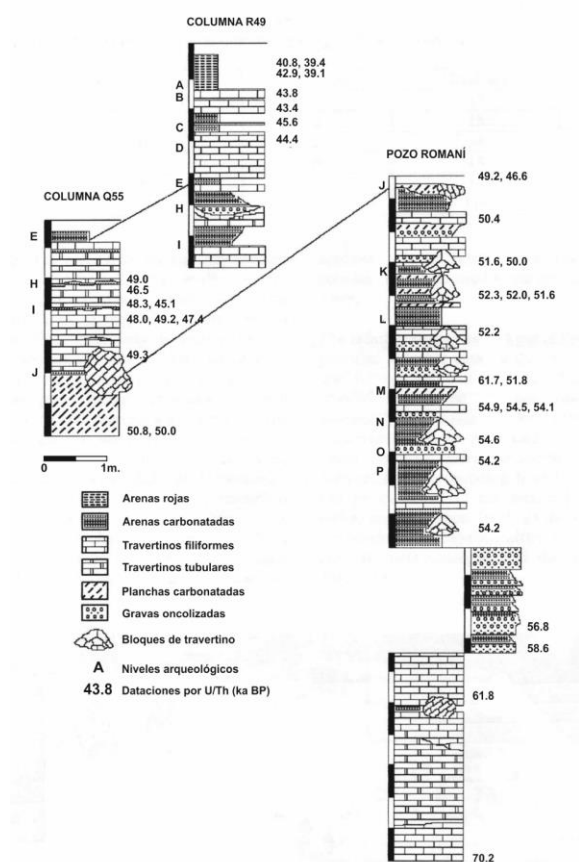 COLUMNA R49
40.8, 39.4
42.9, 39.1
A
B
43.8
43.4
C
45.6
D
44.4
E
H
I
COLUMNA Q55
E
H
49.0
46.5
I
48.3, 45.1
48.0, 49.2, 47.4
49.3
J
50.8, 50.0
POZO ROMANÍ
J
49.2, 46.6
50.4
K
51.6, 50.0
52.3, 52.0, 51.6
L
52.2
61.7, 51.8
M
54.9, 54.5, 54.1
N
54.6
O
54.2
P
54.2
56.8
58.6
61.8
70.2
0 1m.
Arenas rojas
Arenas carbonatadas
Travertinos filiformes
Travertinos tubulares
Planchas carbonatadas
Gravas oncolizadas
Bloques de travertino
A Niveles arqueológicos
43.8 Dataciones por U/Th (ka BP)